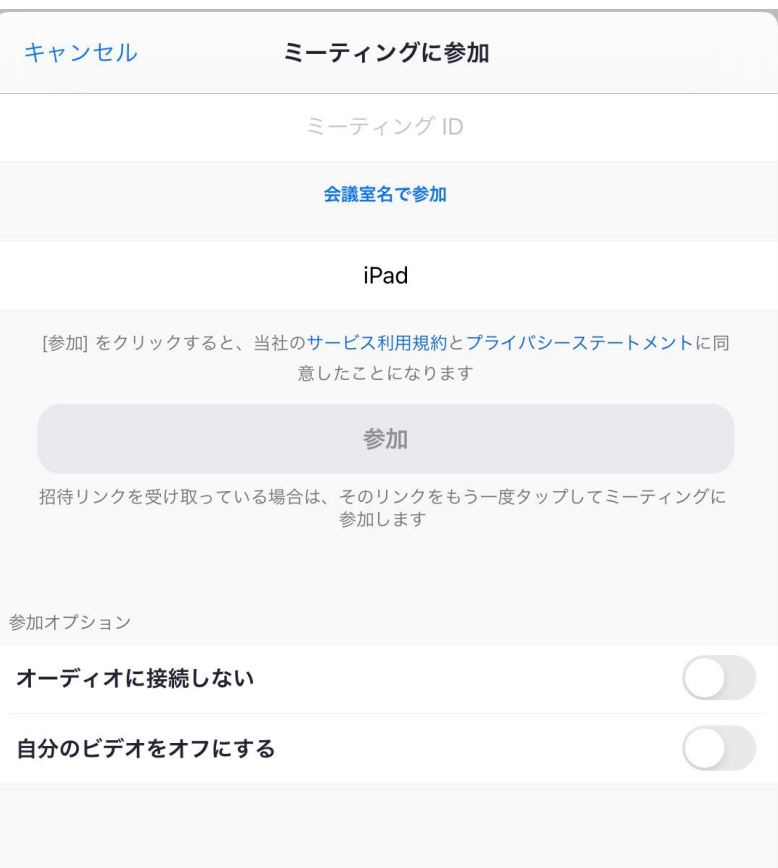 キャンセル ミーティングに参加
ミーティング ID
会議室名で参加
iPad
[参加] をクリックすると、当社のサービス利用規約とプライバシーステートメントに同
意したことになります
参加
招待リンクを受け取っている場合は、そのリンクをもう一度タップしてミーティングに
参加します
参加オプション
オーディオに接続しない
自分のビデオをオフにする